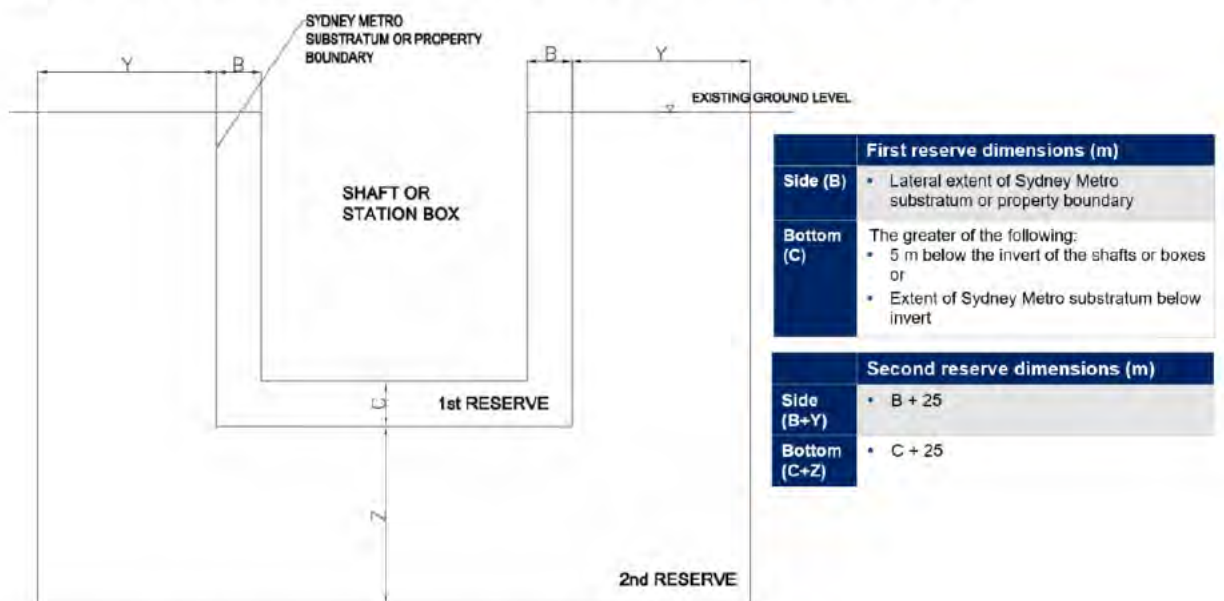 SYDNEY METRO
SUBSTRATUM OR PROPERTY
BOUNDARY
Y
B
B
Y
EXISTING GROUND LEVEL
SHAFT OR
STATION BOX
C
1st RESERVE
Z
2nd RESERVE
First reserve dimensions (m)
Side (B)
• Lateral extent of Sydney Metro
substratum or property boundary
Bottom
(C)
The greater of the following:
• 5 m below the invert of the shafts or boxes
or
• Extent of Sydney Metro substratum below
invert
Second reserve dimensions (m)
Side
(B+Y)
• B + 25
Bottom
(C+Z)
• C + 25